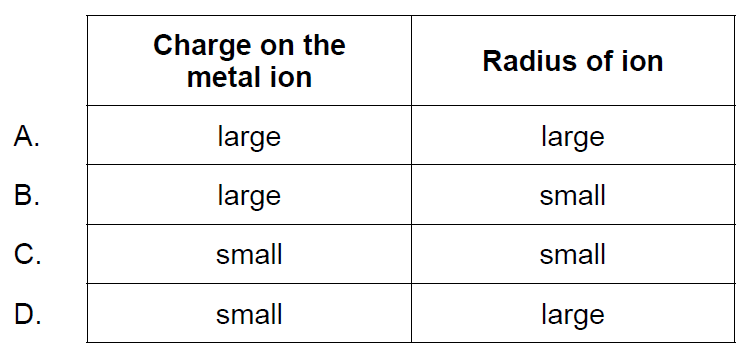 Charge on the
metal ion
Radius of ion
A. large large
B. large small
C. small small
D. small large